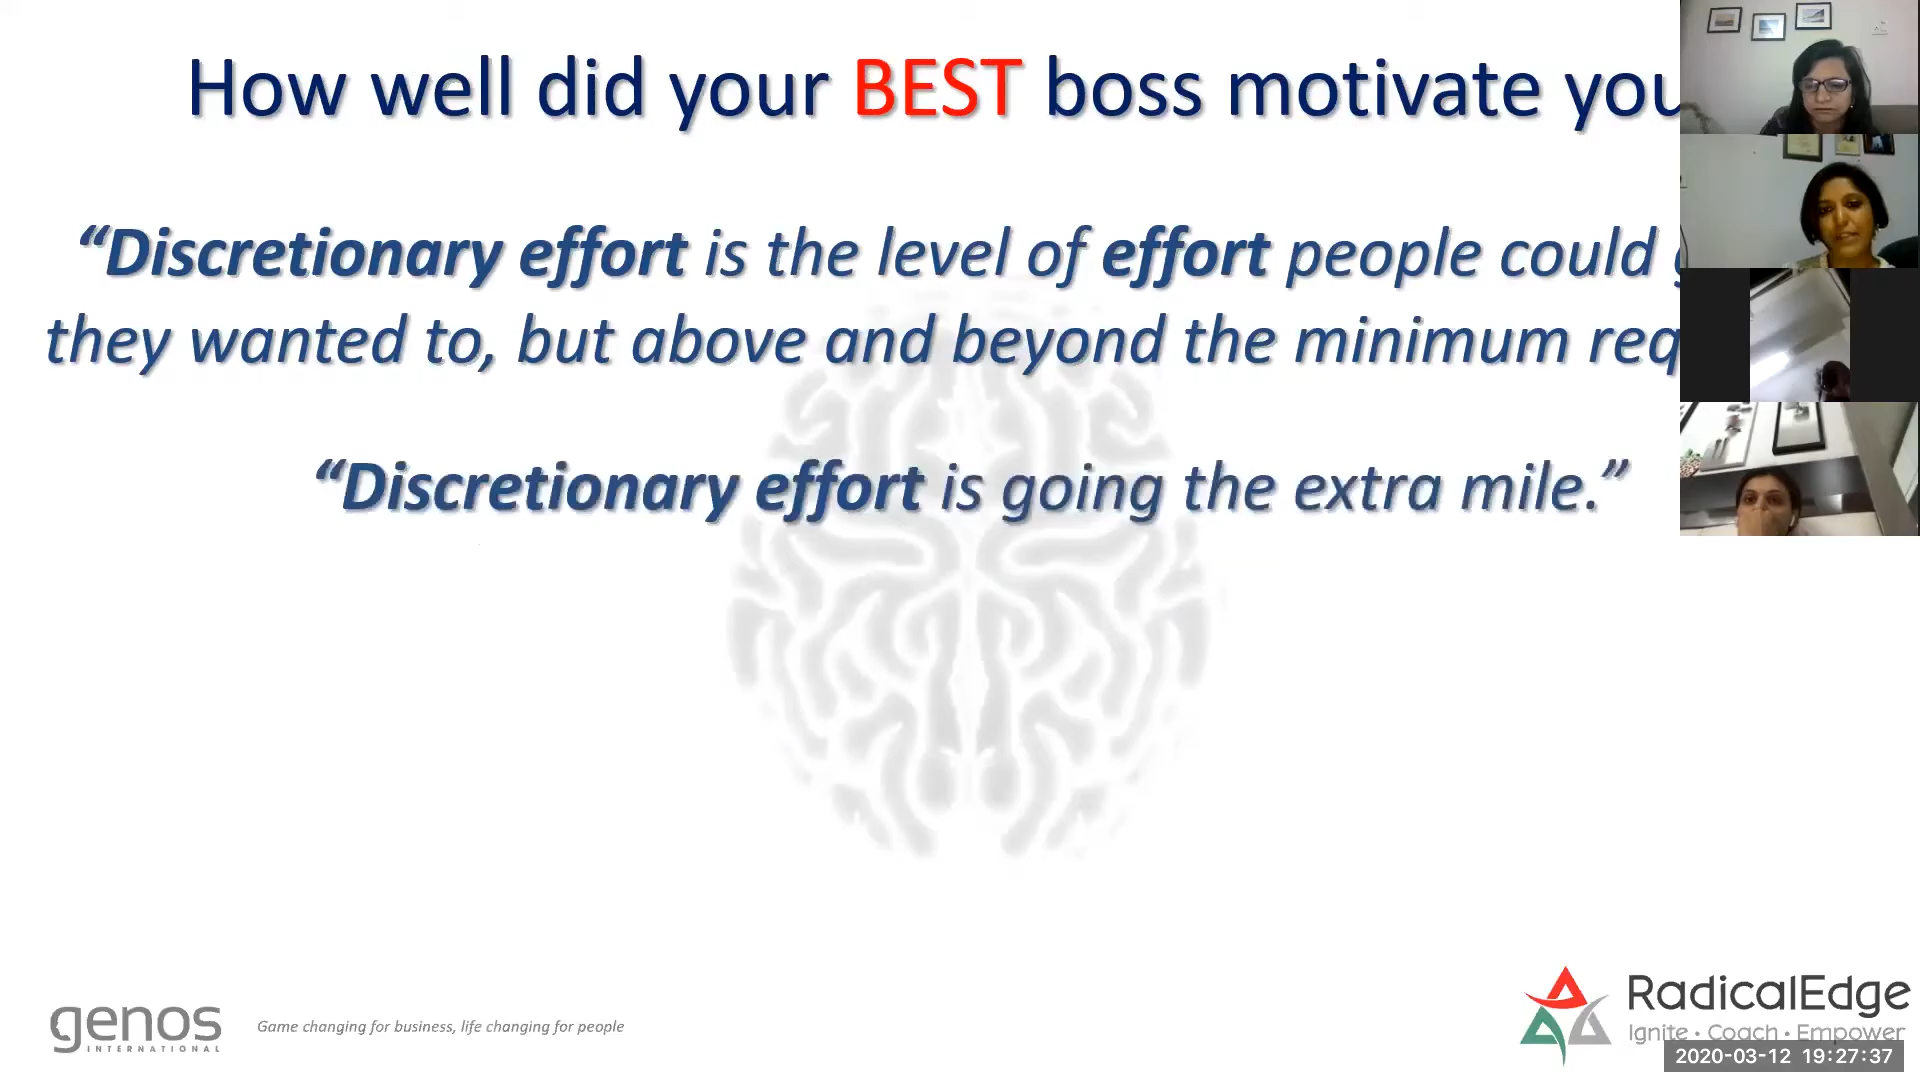 How well did your BEST boss motivate you
“Discretionary effort is the level of effort people could
they wanted to, but above and beyond the minimum req
“Discretionary effort is going the extra mile.”
genos
INTERNATIONAL
Game changing for business, life changing for people
RadicalEdge
Ignite • Coach • Empower
2020-03-12 19:27:37